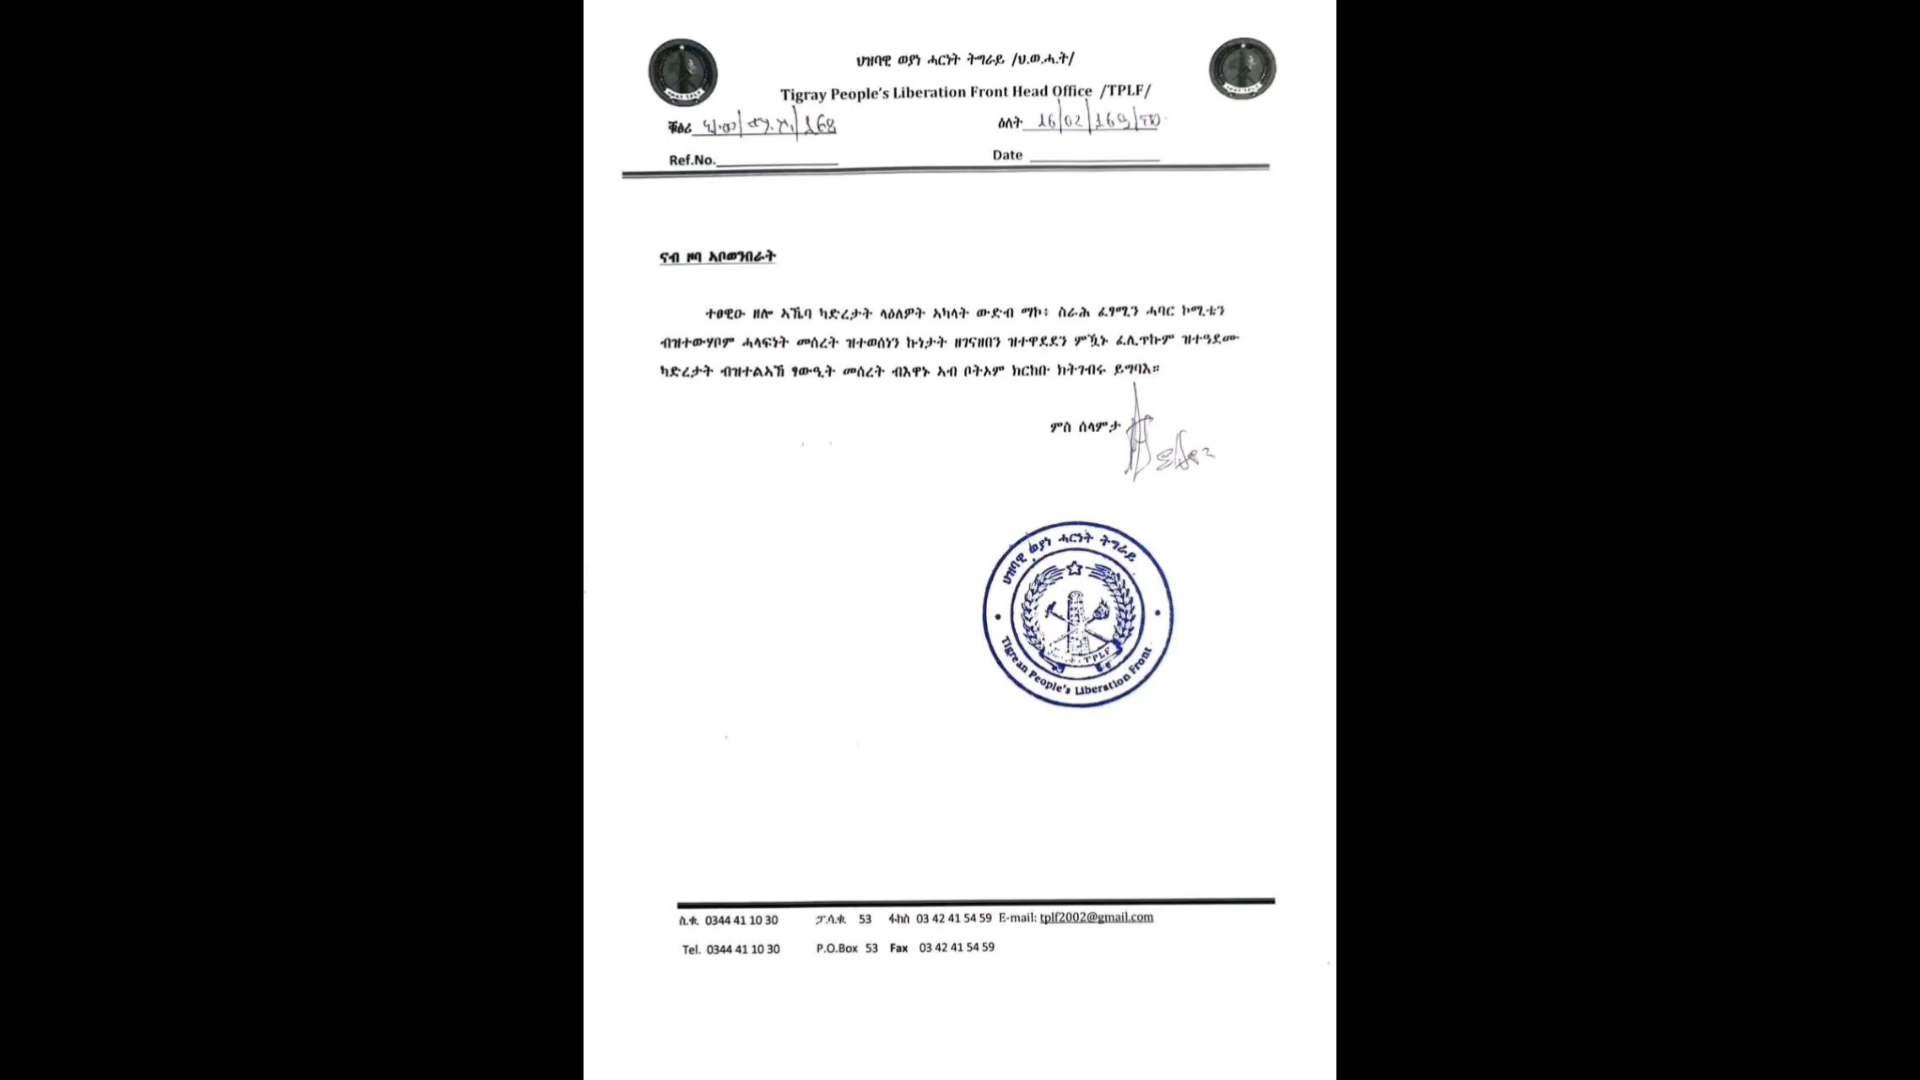 ህዝባዊ ወያነ ሓርነት ትግራይ /ህ.ወ.ሓ.ት/
Tigray People's Liberation Front Head Office /TPLF/
ቑፅሪ 168
ዕለት 16/02
Ref.No.
Date
ናብ ዞባ ኣቦወንበራት
ተፀዊዑ ዘሎ ኣኼባ ካድረታት ላዕለዎት ኣካላት ውድብ ማኮ፥ ስራሕ ፈፃሚን ሓባር ኮሚቴን
ብዝተውሃቦም ሓላፍነት መሰረት ዝተወሰነን ኩነታት ዘገናዘበን ዝተዋደደን ምዃኑ ፈሊጥኩም ዝተዓደሙ
ካድረታት ብዝተልኣኸ ፃውዒት መሰረት ብእዋኑ ኣብ ቦትኦም ክርከቡ ክትገብሩ ይግባእ።
ምስ ሰላምታ
ህዝባዊ ወያነ ሓርነት ትግራይ
TPLF
Tigrean People's Liberation Front
ስ.ቁ. 0344 41 10 30 ፖ.ሳ.ቁ. 53 ፋክስ 03 42 41 54 59 E-mail: tplf2002@gmail.com
Tel. 0344 41 10 30 P.O.Box 53 Fax 03 42 41 54 59